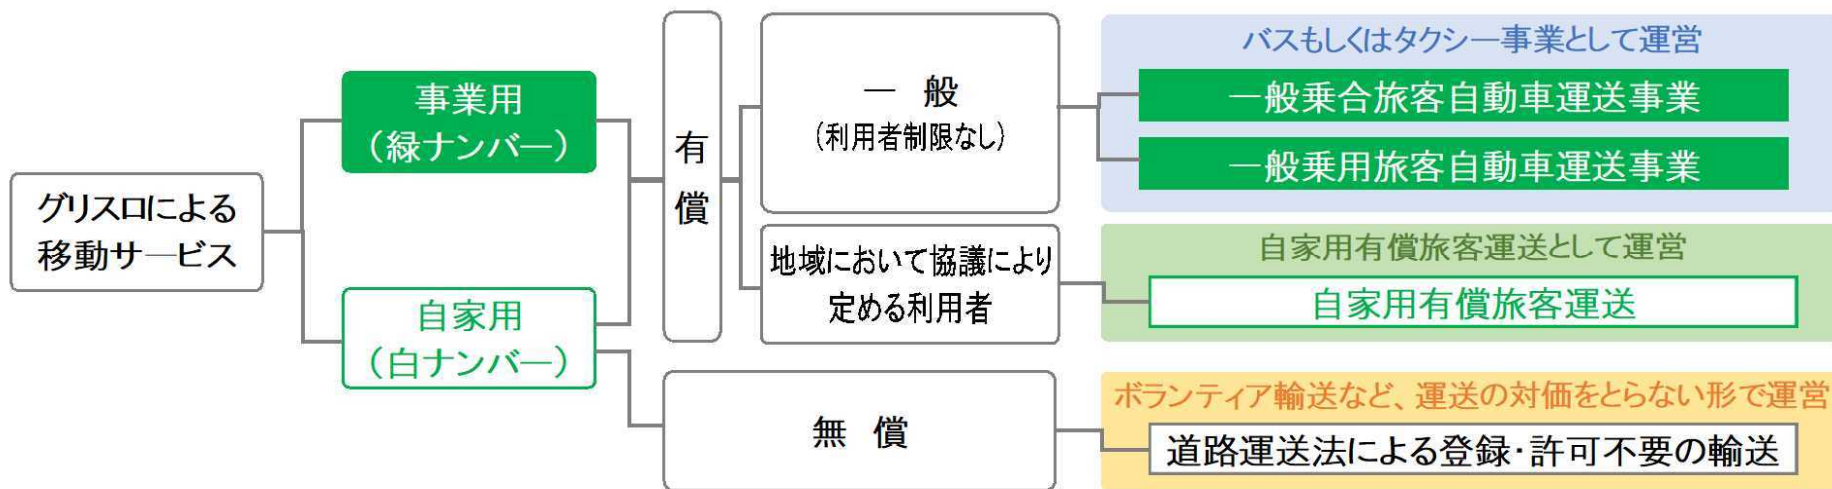 グリスロによる
移動サービス
事業用
（緑ナンバー）
自家用
（白ナンバー）
有
償
一 般
（利用者制限なし）
地域において協議により
定める利用者
無 償
バスもしくはタクシー事業として運営
一般乗合旅客自動車運送事業
一般乗用旅客自動車運送事業
自家用有償旅客運送として運営
自家用有償旅客運送
ボランティア輸送など、運送の対価をとらない形で運営
道路運送法による登録・許可不要の輸送